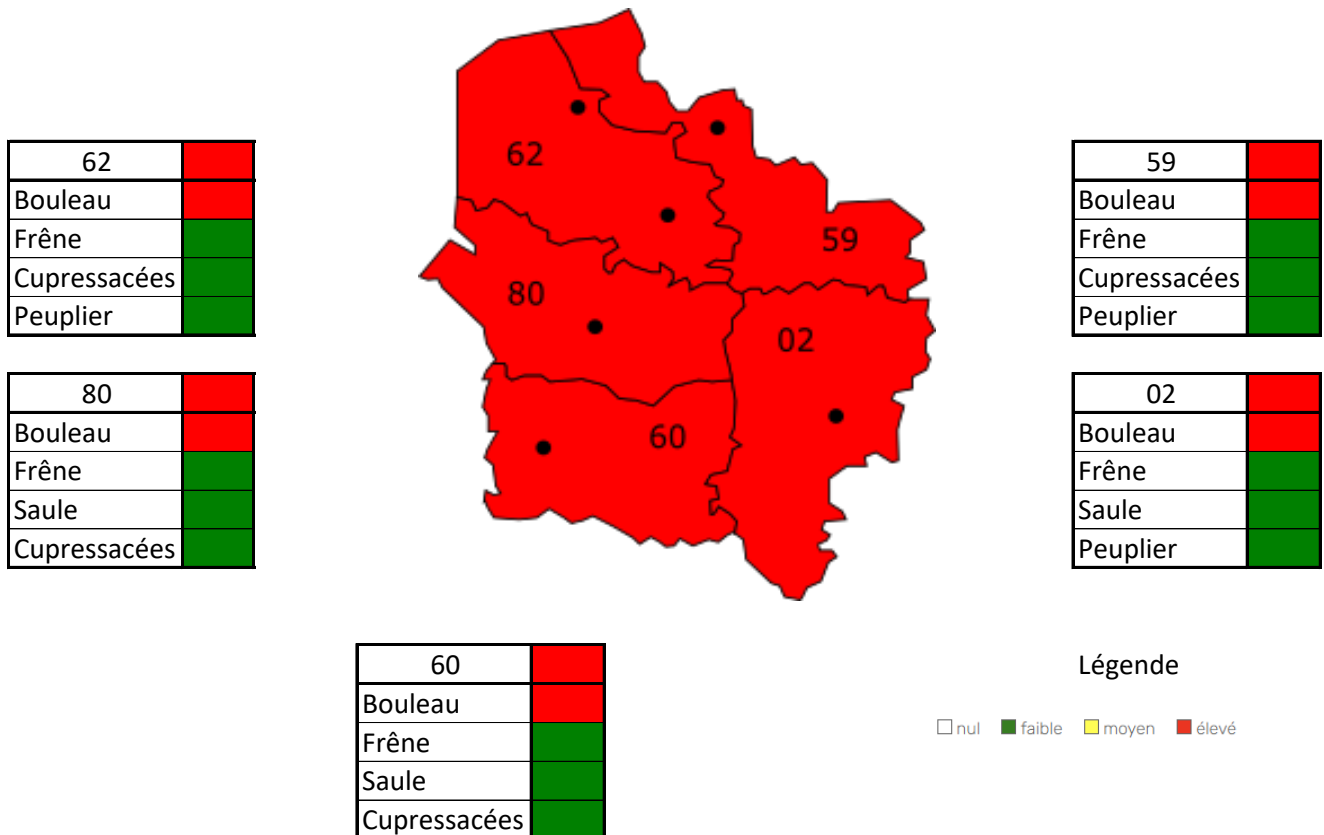 62
Bouleau
Frêne
Cupressacées
Peuplier
80
Bouleau
Frêne
Saule
Cupressacées
62
59
80
02
60
59
Bouleau
Frêne
Cupressacées
Peuplier
02
Bouleau
Frêne
Saule
Peuplier
60
Bouleau
Frêne
Saule
Cupressacées
Légende
nul faible moyen élevé